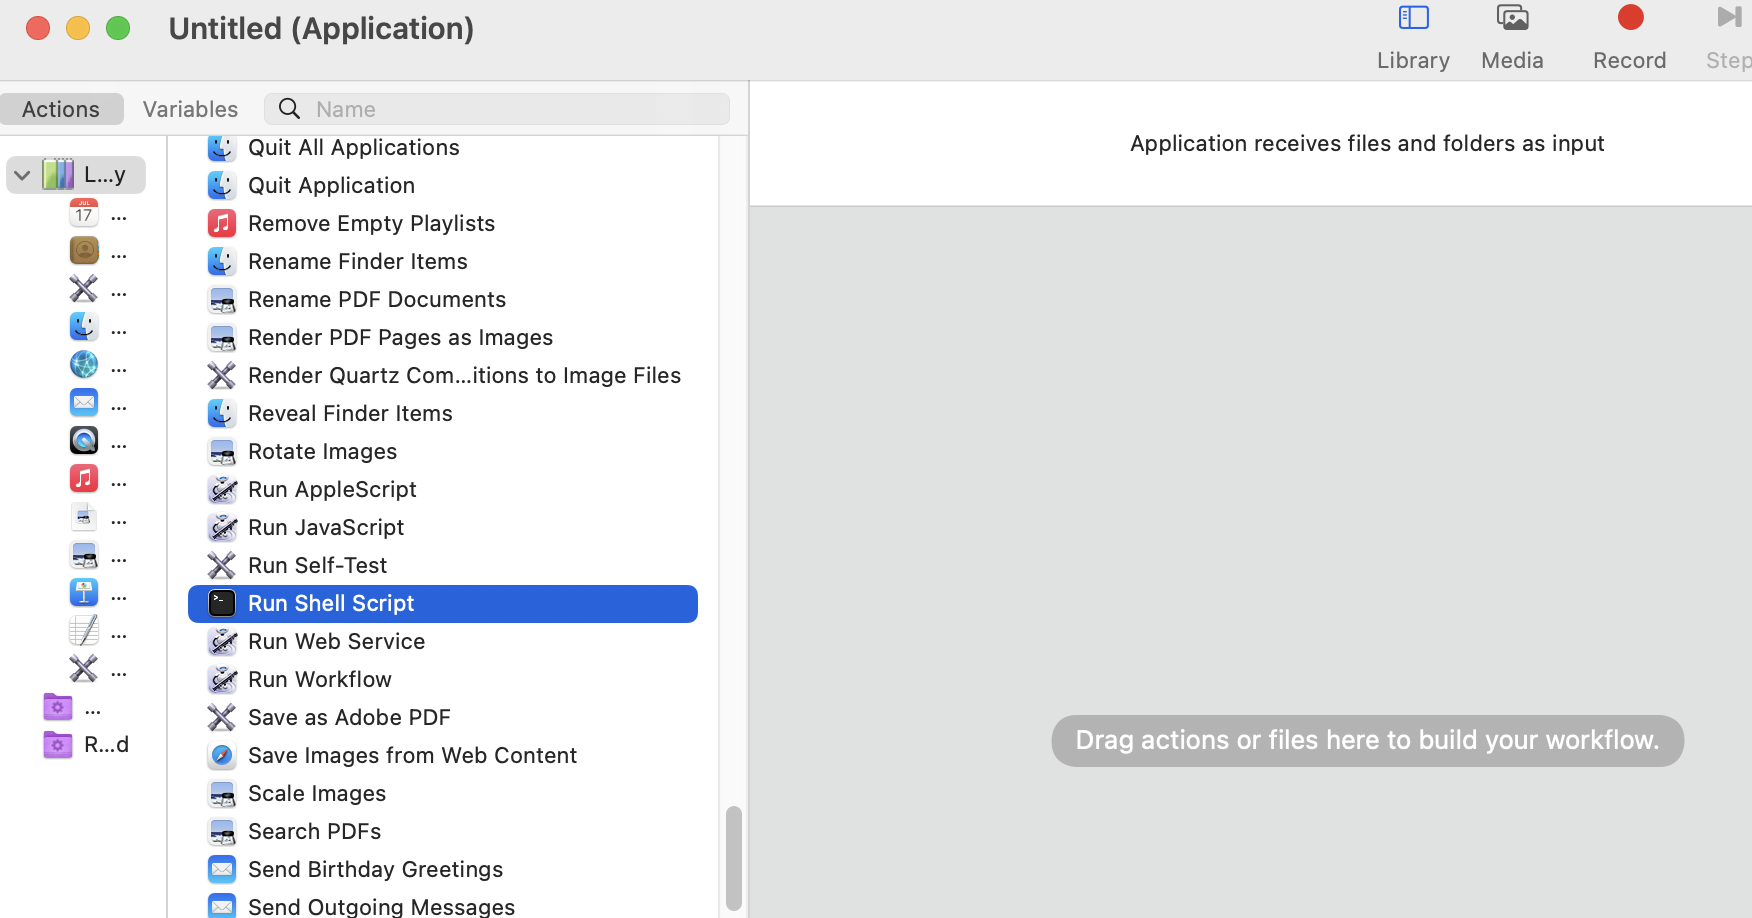 Untitled (Application)
Library
Media
Record
Step
Actions
Variables
Name
L...y
JUL
17
...
...
...
...
...
...
...
...
...
...
...
...
...
...
R...d
Quit All Applications
Quit Application
Remove Empty Playlists
Rename Finder Items
Rename PDF Documents
Render PDF Pages as Images
Render Quartz Com...itions to Image Files
Reveal Finder Items
Rotate Images
Run AppleScript
Run JavaScript
Run Self-Test
Run Shell Script
Run Web Service
Run Workflow
Save as Adobe PDF
Save Images from Web Content
Scale Images
Search PDFs
Send Birthday Greetings
Send Outgoing Messages
Application receives files and folders as input
Drag actions or files here to build your workflow.